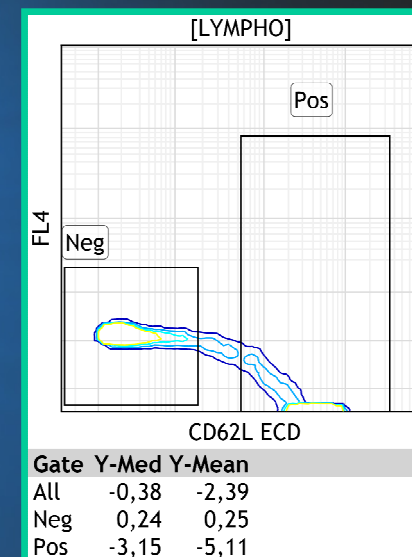 [LYMPHO]
Pos
FL4
Neg
CD62L ECD
Gate Y-Med Y-Mean
All -0,38 -2,39
Neg 0,24 0,25
Pos -3,15 -5,11